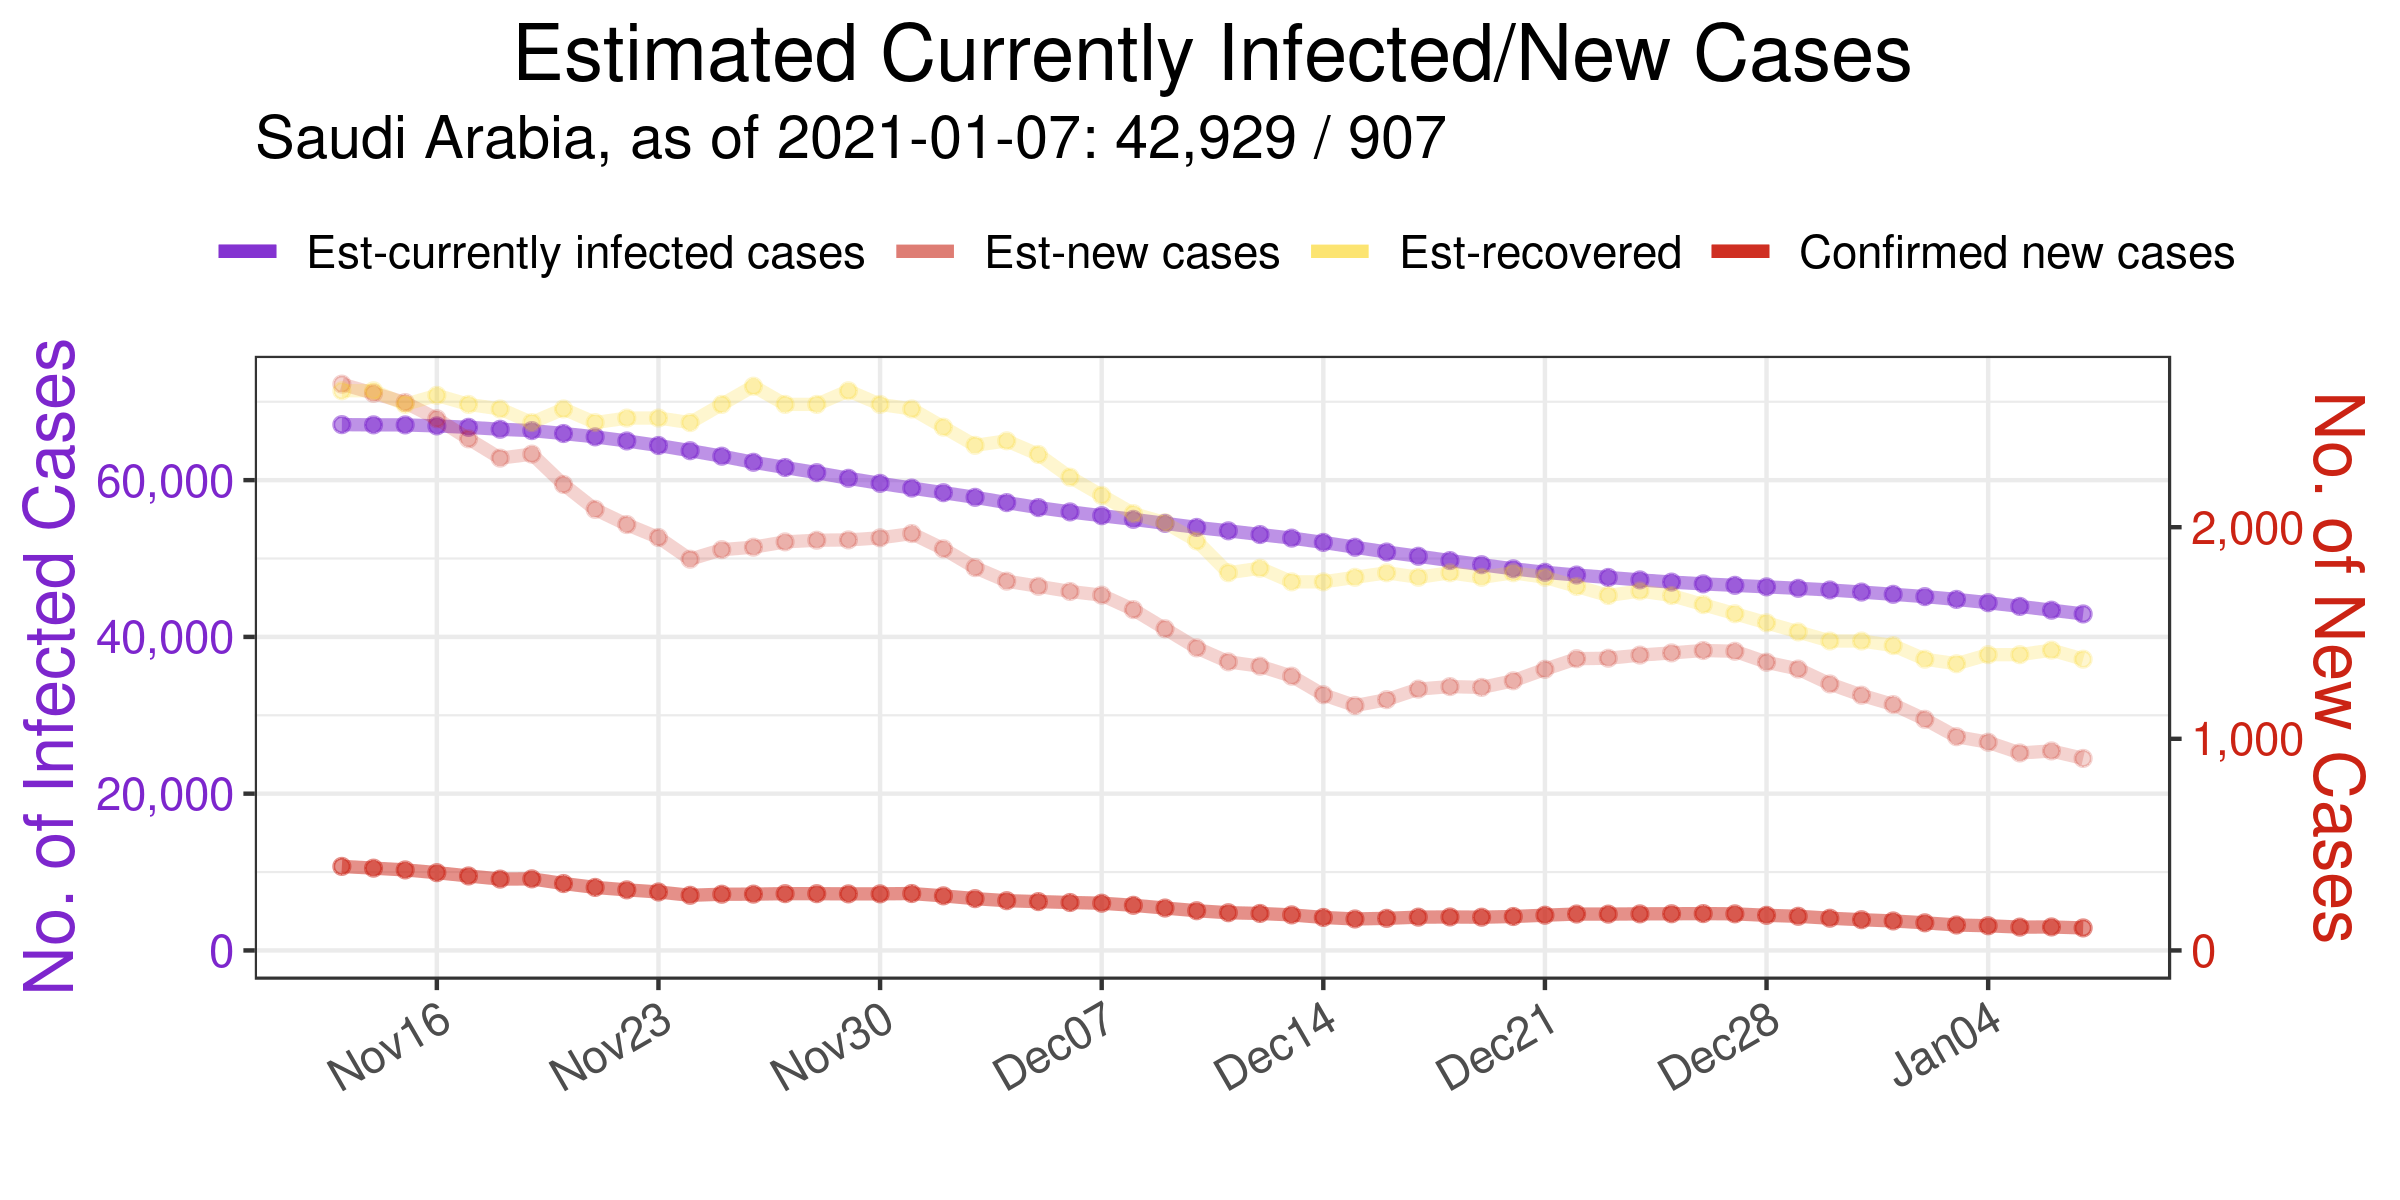 Estimated Currently Infected/New Cases
Saudi Arabia, as of 2021-01-07: 42,929 / 907
Est-currently infected cases Est-new cases Est-recovered Confirmed new cases
No. of Infected Cases
60,000
40,000
20,000
0
2,000
1,000
0
No. of New Cases
Nov16 Nov23 Nov30 Dec07 Dec14 Dec21 Dec28 Jan04